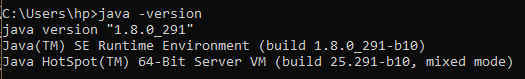 C:\Users\hp>java -version
java version "1.8.0_291"
Java(TM) SE Runtime Environment (build 1.8.0_291-b10)
Java HotSpot(TM) 64-Bit Server VM (build 25.291-b10, mixed mode)